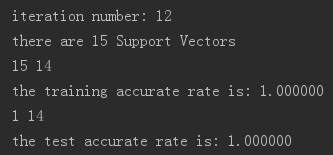 iteration number: 12
there are 15 Support Vectors
15 14
the training accurate rate is: 1.000000
1 14
the test accurate rate is: 1.000000